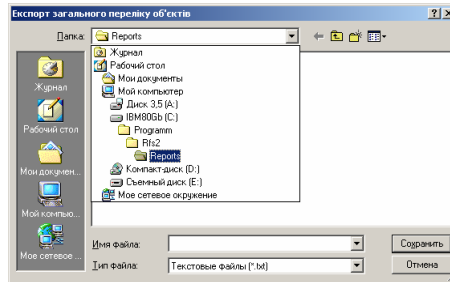 Експорт загального переліку об'єктів
Папка:
Reports
Журнал
Рабочий стол
Мои документы
Мой компьютер
Диск 3,5 (A:)
IBM80Gb (C:)
Programm
Rfs2
Reports
Компакт-диск (D:)
Съемный диск (E:)
Мое сетевое окружение
Журнал
Рабочий стол
Мои докумен...
Мой компью...
Мое сетевое ...
Имя файла:
Сохранить
Тип файла:
Текстовые файлы (*.txt)
Отмена